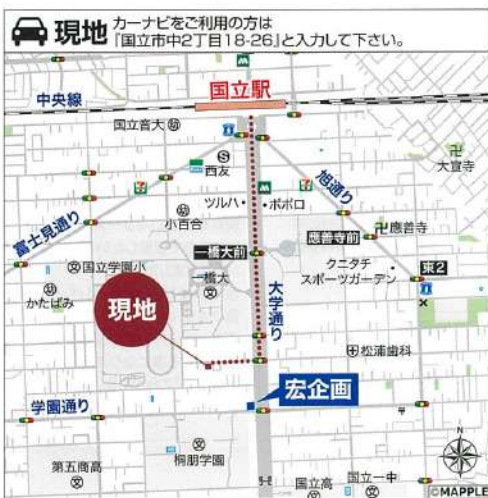 現地 カーナビをご利用の方は
『国立市中2丁目18-26』と入力して下さい。
国立駅
中央線
国立音大
西友
大宣寺
旭通り
ツルハ
ポポロ
小百合
富士見通り
應善寺
應善寺前
一橋大前
国立学園小
一橋大
クニタチ
スポーツガーデン
東2
かたばみ
大学通り
現地
松浦歯科
宏企画
学園通り
桐朋学園
第五商高
国立高
国立一中
N
©MAPPLE